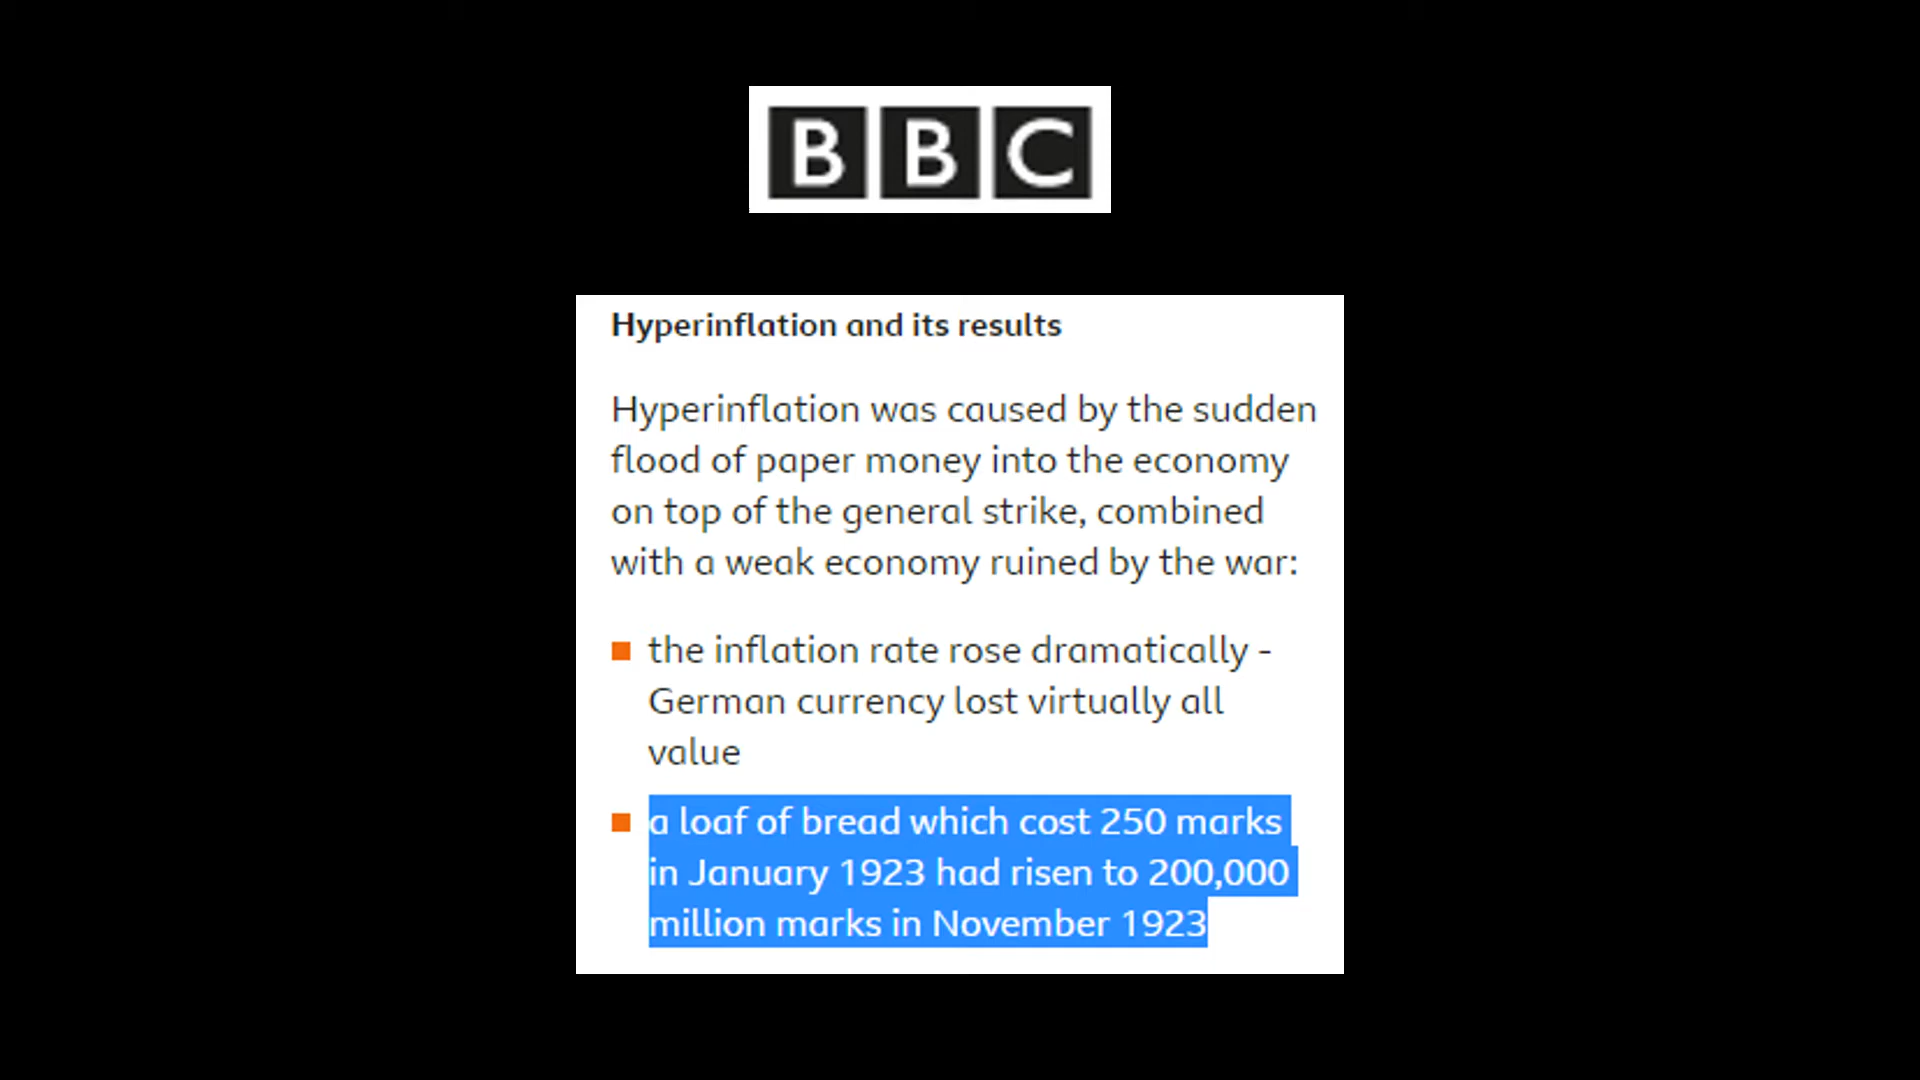 BBC
Hyperinflation and its results
Hyperinflation was caused by the sudden
flood of paper money into the economy
on top of the general strike, combined
with a weak economy ruined by the war:
the inflation rate rose dramatically -
German currency lost virtually all
value
a loaf of bread which cost 250 marks
in January 1923 had risen to 200,000
million marks in November 1923